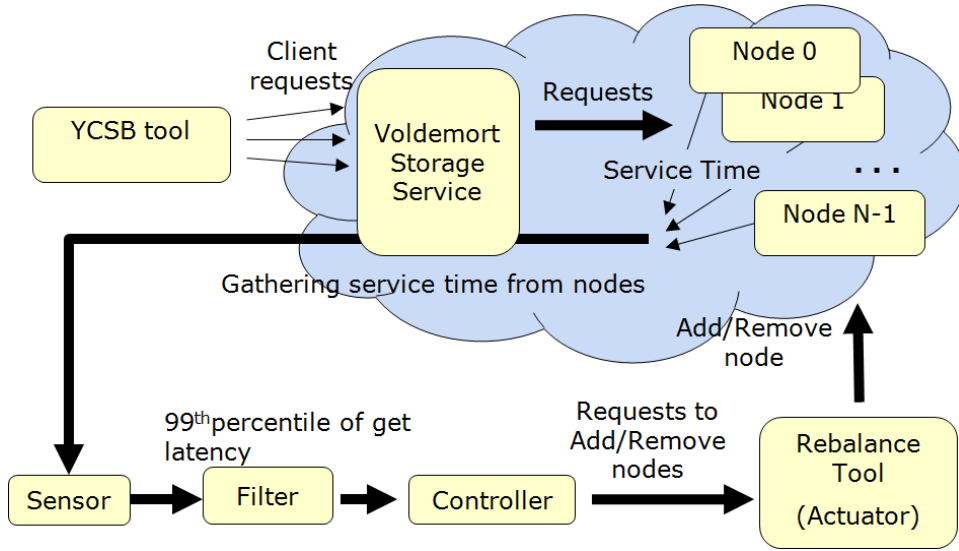 Client
requests
YCSB tool
Voldemort
Storage
Service
Requests
Node 0
Node 1
Service Time
. . .
Node N-1
Gathering service time from nodes
Add/Remove
node
99thpercentile of get
latency
Requests to
Add/Remove
nodes
Sensor
Filter
Controller
Rebalance
Tool
(Actuator)